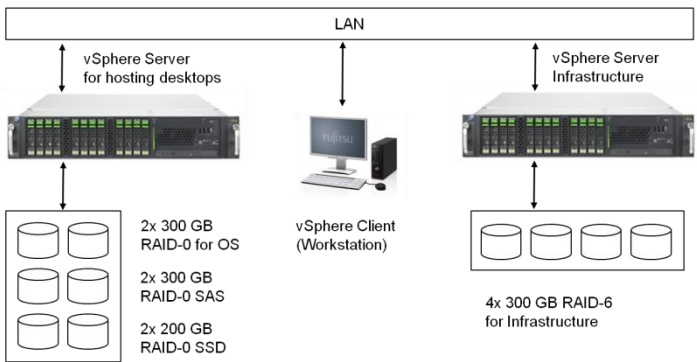 LAN
vSphere Server
for hosting desktops
vSphere Server
Infrastructure
FUJITSU
2x 300 GB
RAID-0 for OS
2x 300 GB
RAID-0 SAS
2x 200 GB
RAID-0 SSD
vSphere Client
(Workstation)
4x 300 GB RAID-6
for Infrastructure